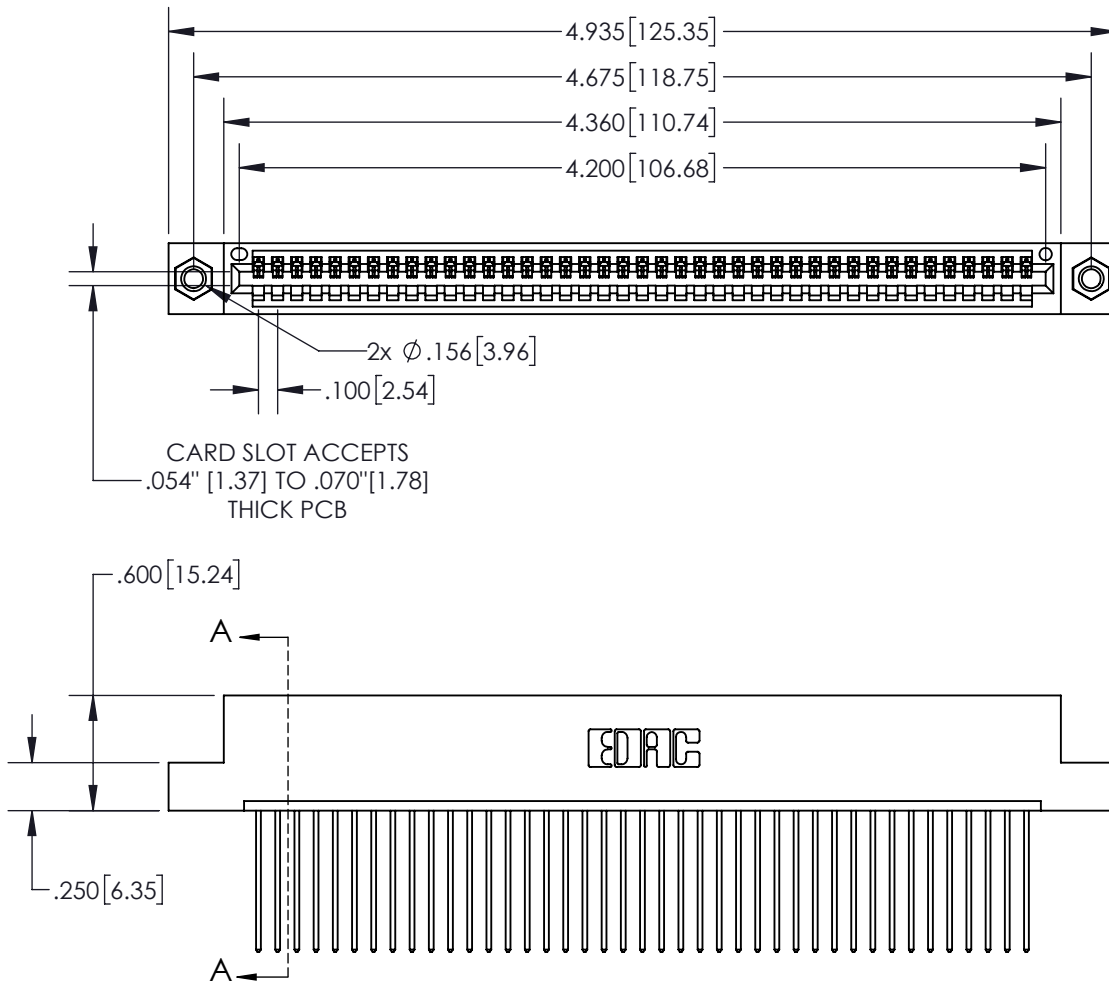 4.935[125.35]
4.675[118.75]
4.360[110.74]
4.200[106.68]
2x Ø .156[3.96]
.100[2.54]
CARD SLOT ACCEPTS
.054" [1.37] TO .070"[1.78]
THICK PCB
.600[15.24]
A
EDAC
.250[6.35]
A